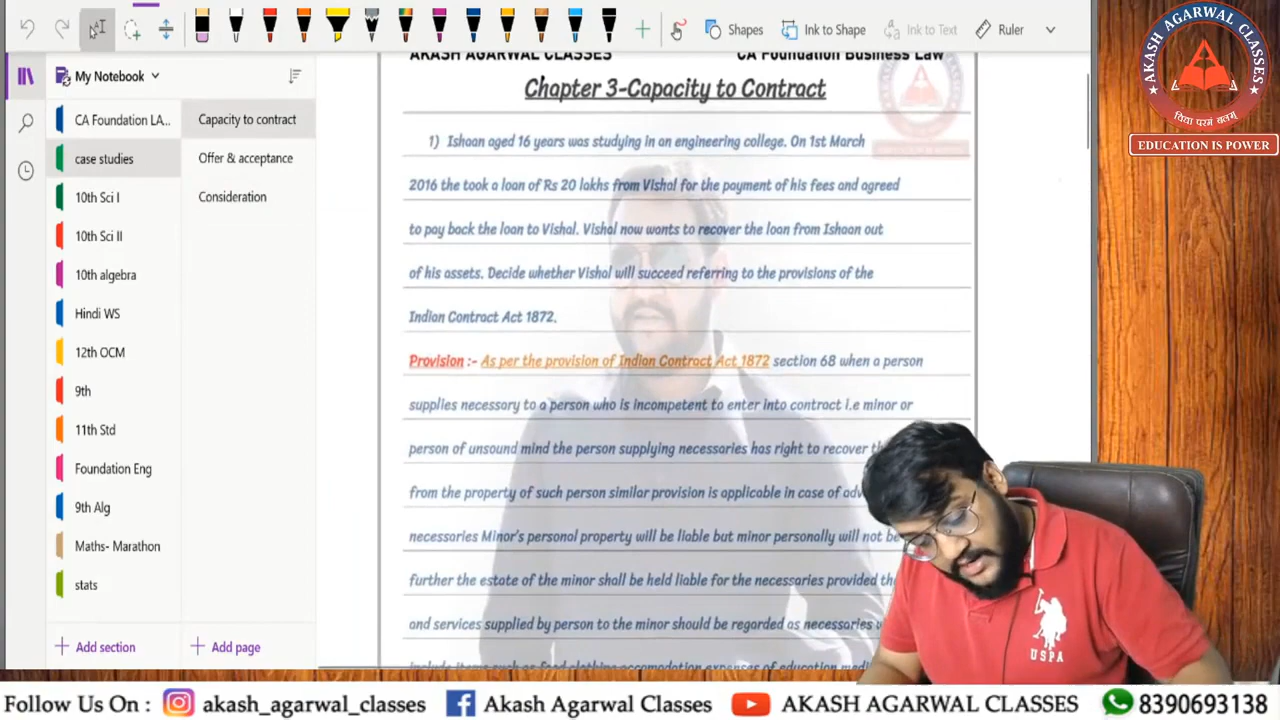 Ink to Shape
Ink to Text
Shapes
Ruler
My Notebook
CA Foundation LA...
case studies
10th Sci I
10th Sci II
10th algebra
Hindi WS
12th OCM
9th
11th Std
Foundation Eng
9th Alg
Maths- Marathon
stats
Add section
Capacity to contract
Offer & acceptance
Consideration
Add page
AKASH AGARWAL CLASSES CA Foundation Business Law
Chapter 3-Capacity to Contract
1) Ishaan aged 16 years was studying in an engineering college. On 1st March
2016 the took a loan of Rs 20 lakhs from Vishal for the payment of his fees and agreed
to pay back the loan to Vishal. Vishal now wants to recover the loan from Ishaan out
of his assets. Decide whether Vishal will succeed referring to the provisions of the
Indian Contract Act 1872.
Provision :- As per the provision of Indian Contract Act 1872 section 68 when a person
supplies necessary to a person who is incompetent to enter into contract i.e minor or
person of unsound mind the person supplying necessaries has right to recover
from the property of such person similar provision is applicable in case of
necessaries Minor's personal property will be liable but minor personally will not be
further the estate of the minor shall be held liable for the necessaries provided
and services supplied by person to the minor should be regarded as necessaries
include items such as food clothing accomodation expenses of education
AKASH AGARWAL CLASSES
विद्या परमं बलम्
EDUCATION IS POWER
USPA
Follow Us On : akash_agarwal_classes Akash Agarwal Classes AKASH AGARWAL CLASSES 8390693138